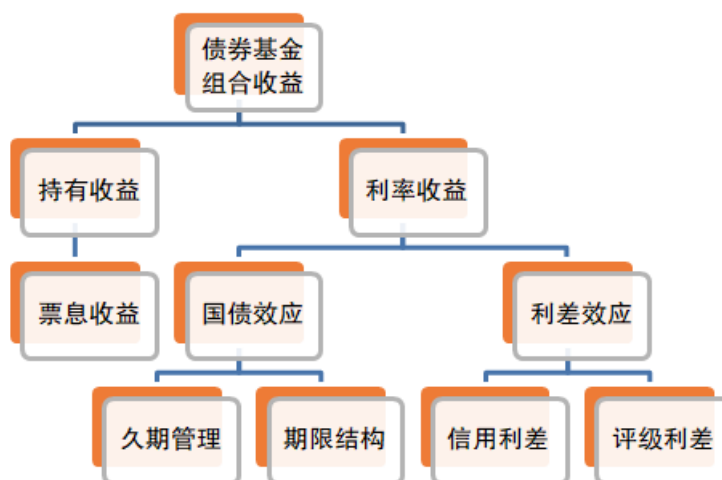 债券基金
组合收益
持有收益
利率收益
票息收益
国债效应
利差效应
久期管理
期限结构
信用利差
评级利差